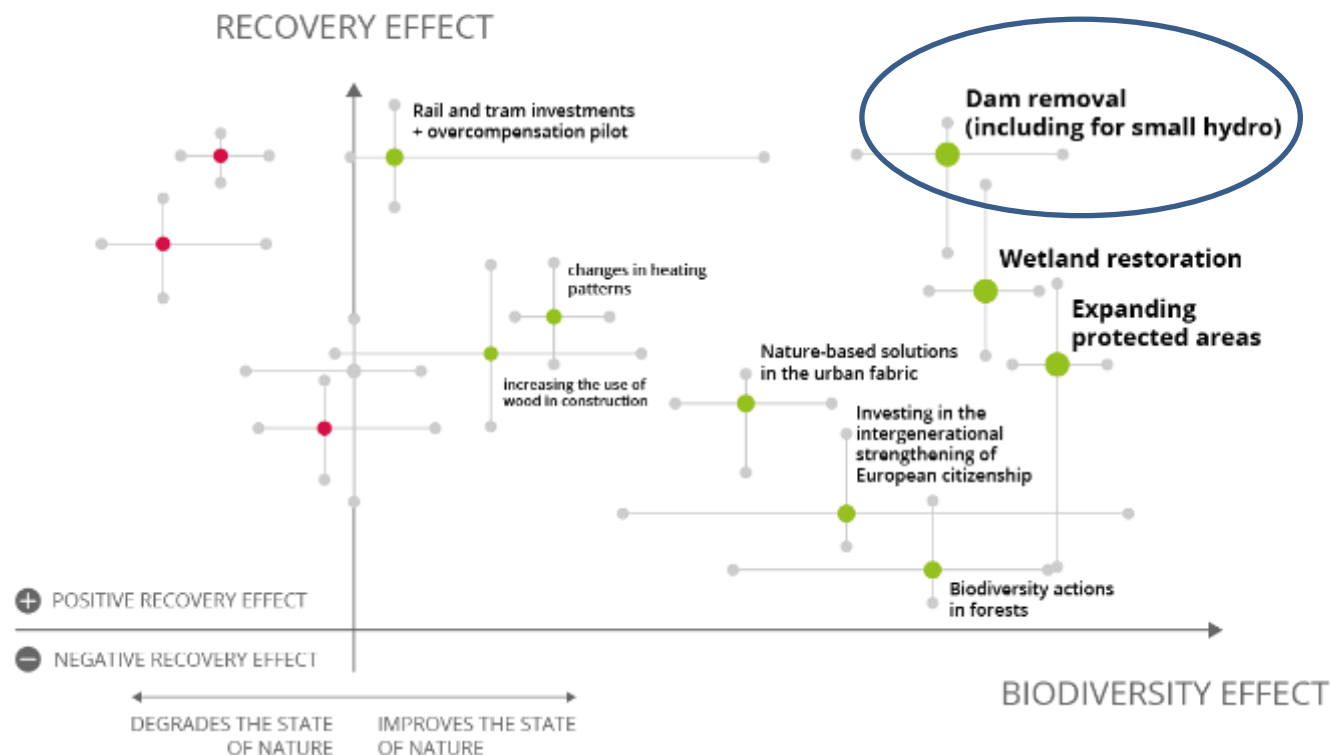 RECOVERY EFFECT
Rail and tram investments
+ overcompensation pilot
Dam removal
(including for small hydro)
changes in heating
patterns
Wetland restoration
Expanding
protected areas
increasing the use of
wood in construction
Nature-based solutions
in the urban fabric
Investing in the
intergenerational
strengthening of
European citizenship
Biodiversity actions
in forests
+ POSITIVE RECOVERY EFFECT
− NEGATIVE RECOVERY EFFECT
BIODIVERSITY EFFECT
DEGRADES THE STATE
OF NATURE
IMPROVES THE STATE
OF NATURE